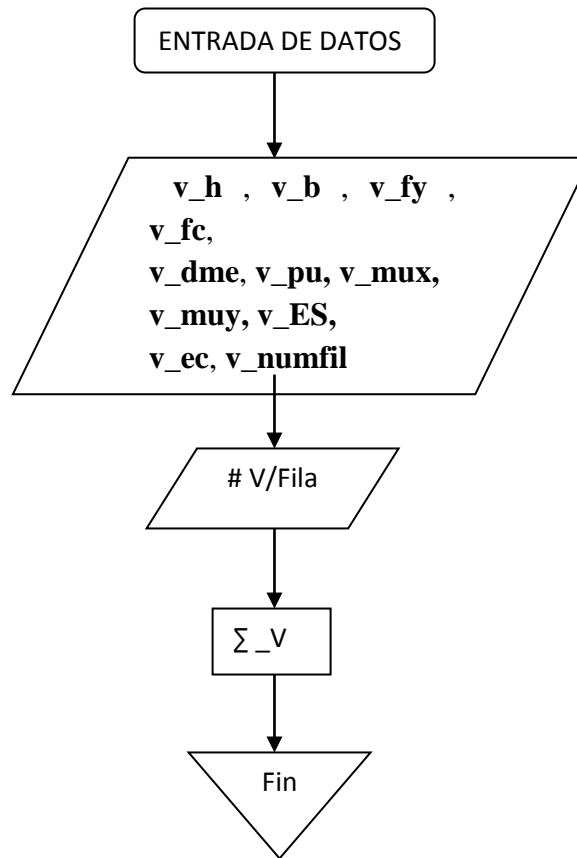 ENTRADA DE DATOS
v_h , v_b , v_fy ,
v_fc,
v_dme, v_pu, v_mux,
v_muy, v_ES,
v_ec, v_numfil
# V/Fila
∑ _V
Fin